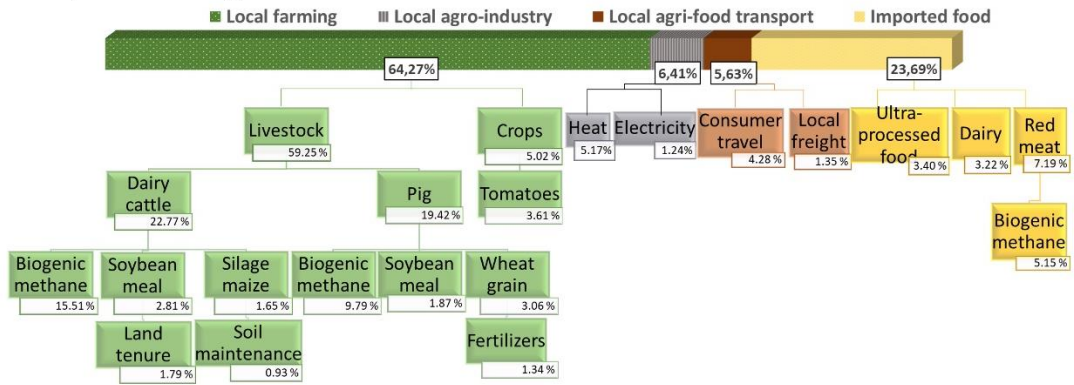 Local farming Local agro-industry Local agri-food transport Imported food
64,27% 6,41% 5,63% 23,69%
Livestock
59.25 %
Crops
5.02 %
Heat
5.17%
Electricity
1.24%
Consumer
travel
4.28 %
Local
freight
1.35 %
Ultra-
processed
food
3.40 %
Dairy
3.22 %
Red
meat
7.19 %
Dairy
cattle
22.77 %
Pig
19.42 %
Tomatoes
3.61 %
Biogenic
methane
5.15 %
Biogenic
methane
15.51 %
Soybean
meal
2.81 %
Silage
maize
1.65 %
Biogenic
methane
9.79 %
Soybean
meal
1.87 %
Wheat
grain
3.06 %
Land
tenure
1.79 %
Soil
maintenance
0.93 %
Fertilizers
1.34 %